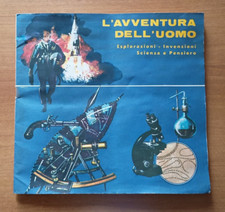 L'AVVENTURA
DELL'UOMO
Esplorazioni - Invenzioni
Scienza e Pensiero